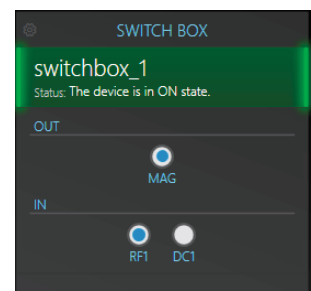 SWITCH BOX
switchbox_1
Status: The device is in ON state.
OUT
MAG
IN
RF1 DC1